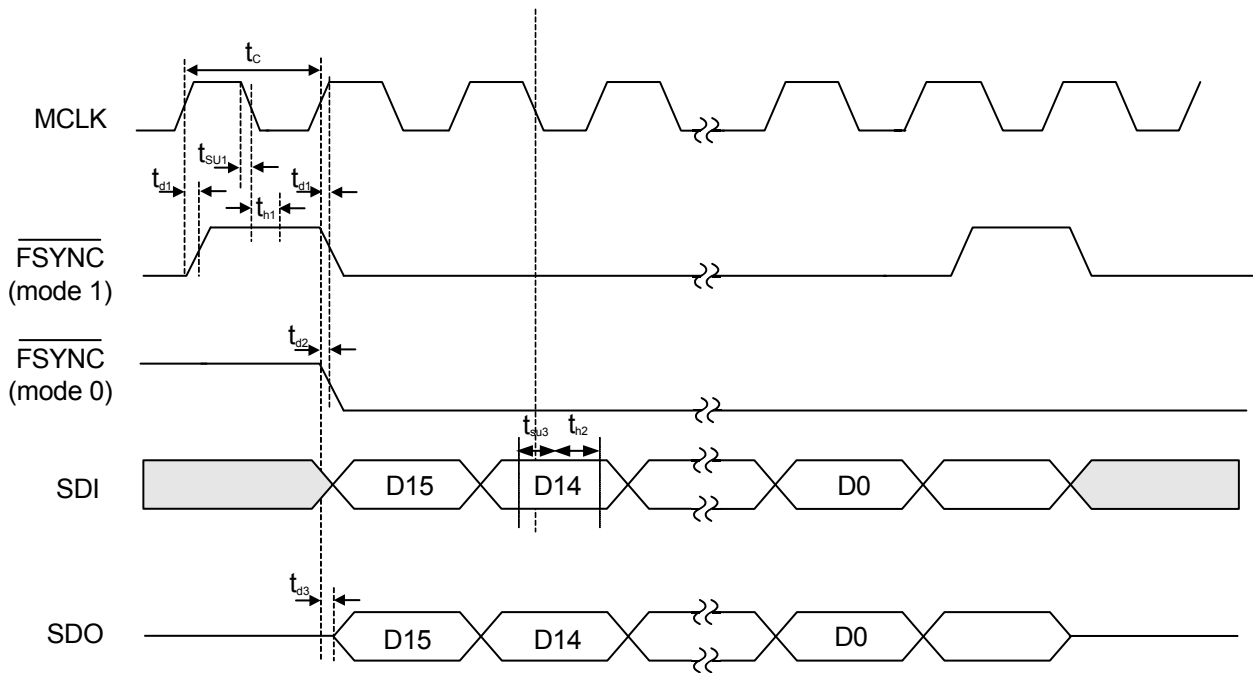 tC
MCLK
tSU1
td1
td1
th1
FSYNC
(mode 1)
td2
FSYNC
(mode 0)
tsu3
th2
SDI
D15
D14
D0
td3
SDO
D15
D14
D0